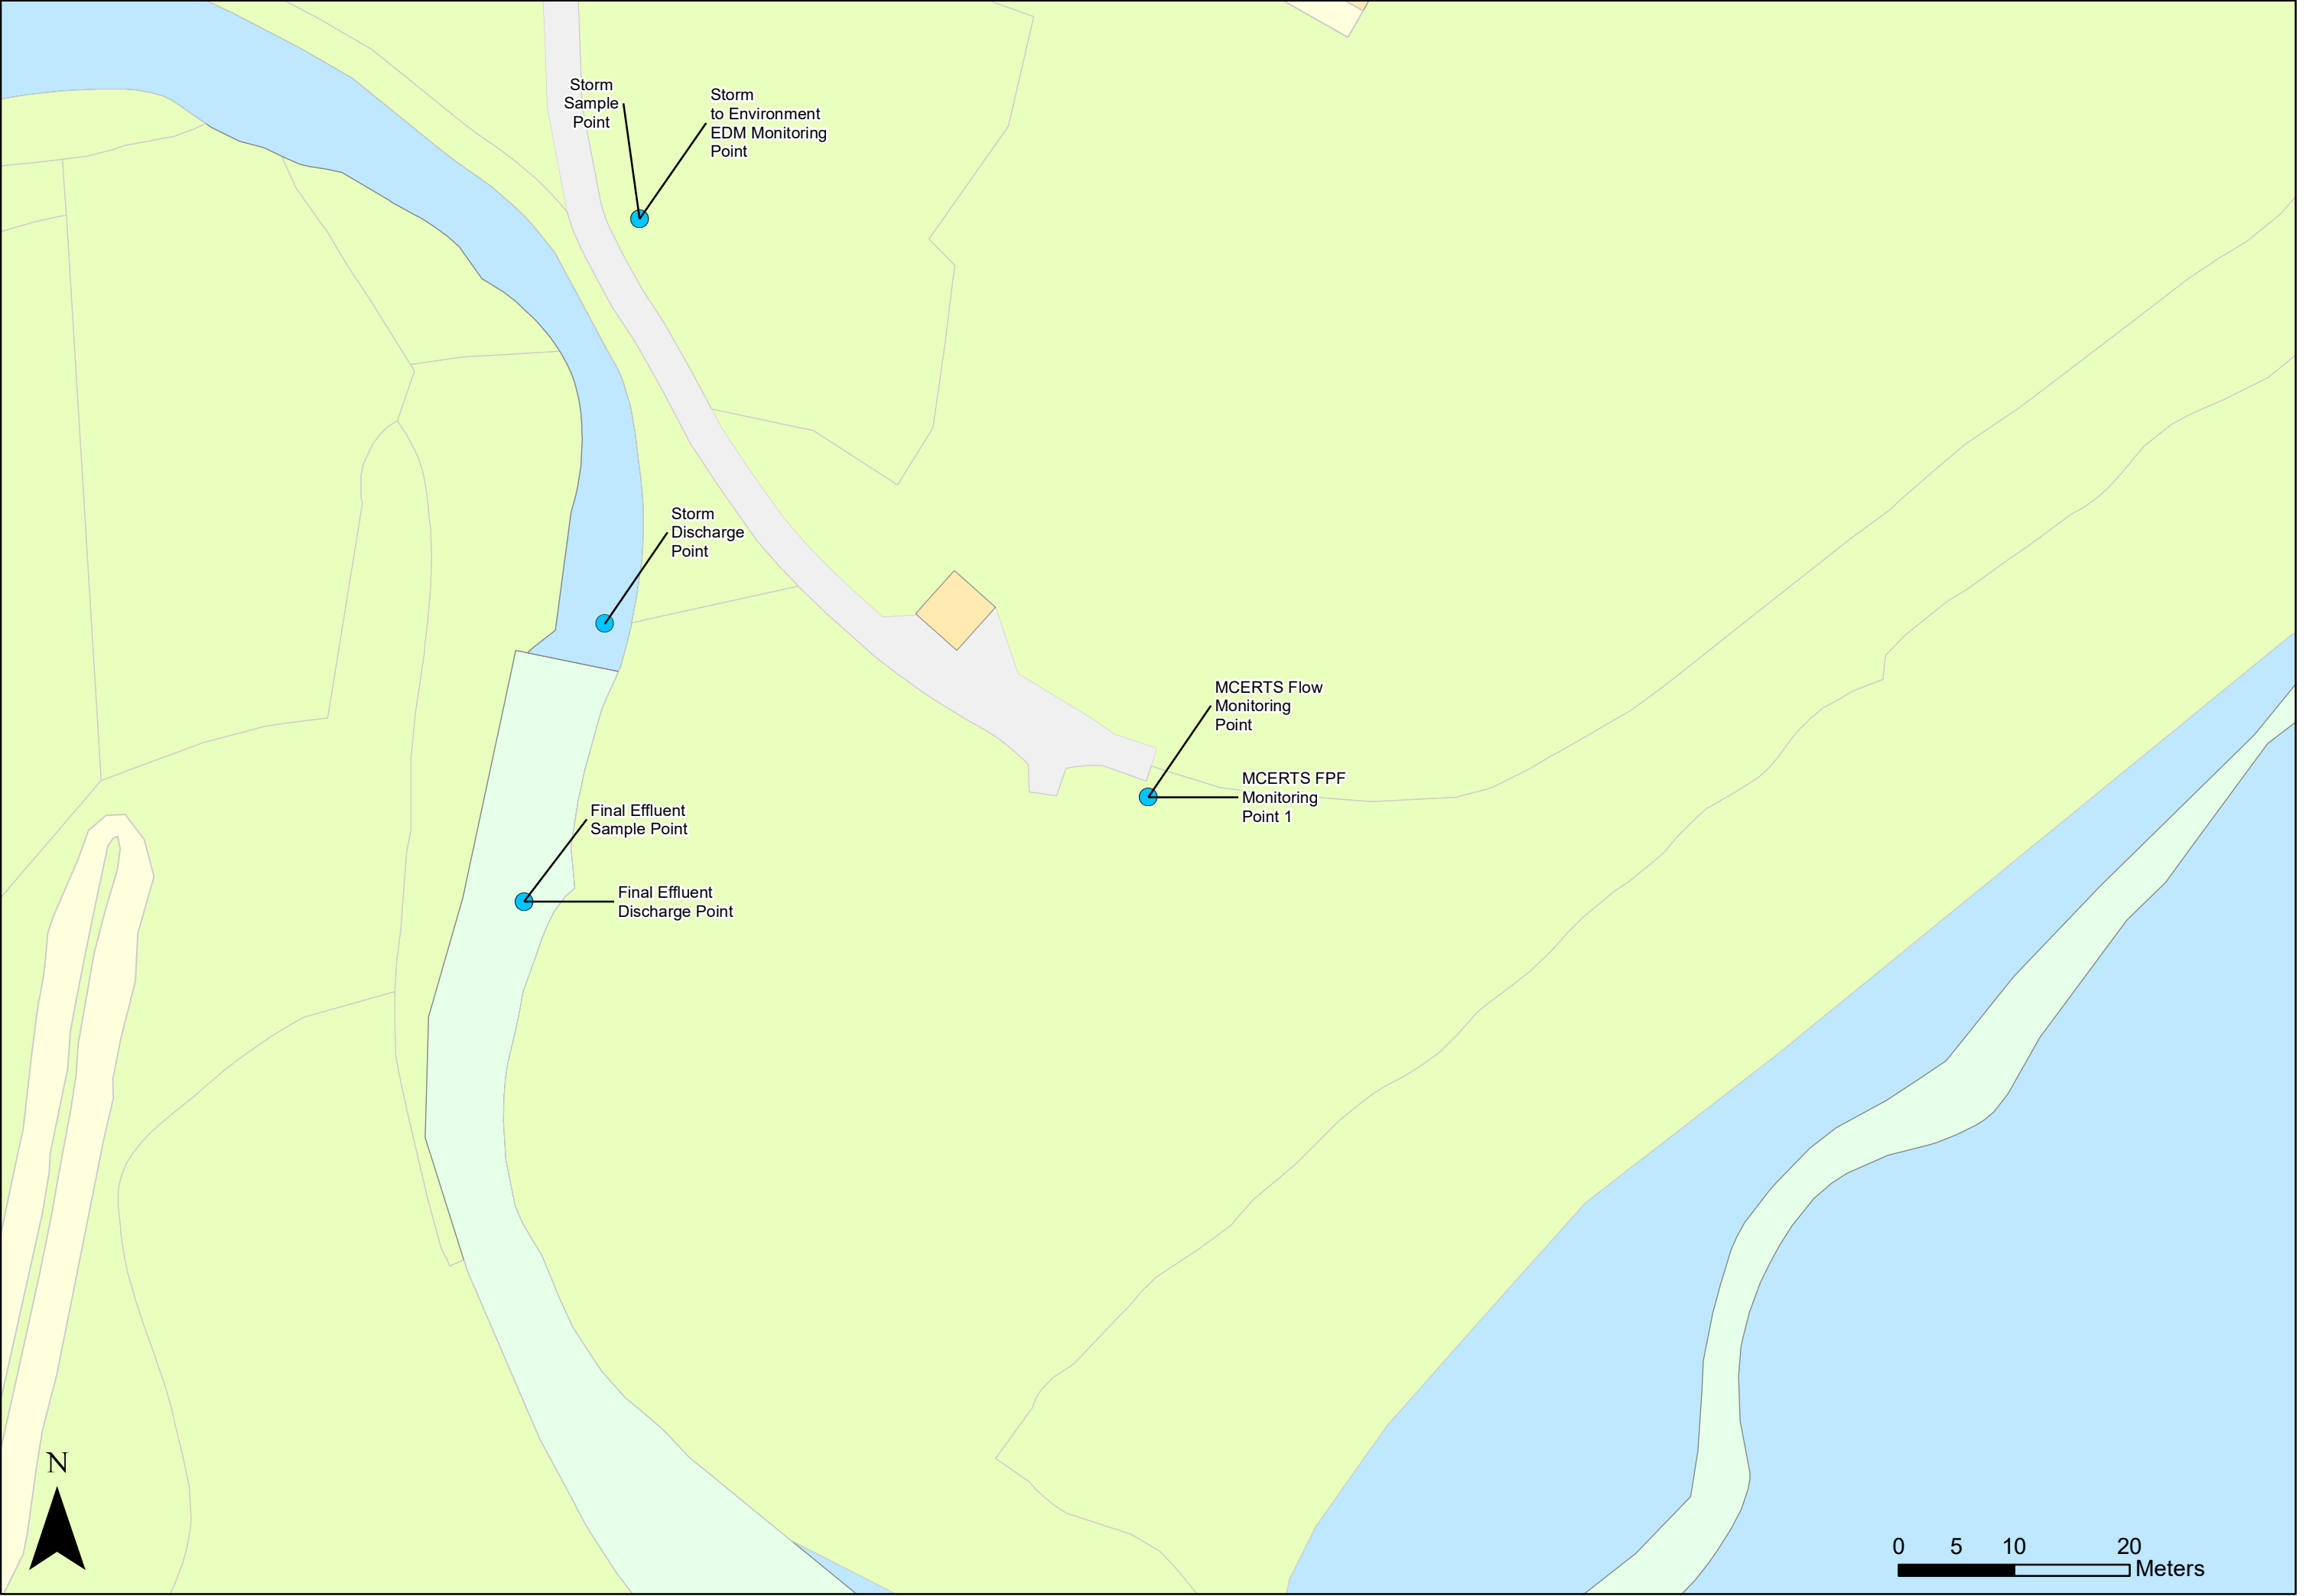 Storm
Sample
Point
Storm
to Environment
EDM Monitoring
Point
Storm
Discharge
Point
MCERTS Flow
Monitoring
Point
MCERTS FPF
Monitoring
Point 1
Final Effluent
Sample Point
Final Effluent
Discharge Point
N
0 5 10 20
Meters